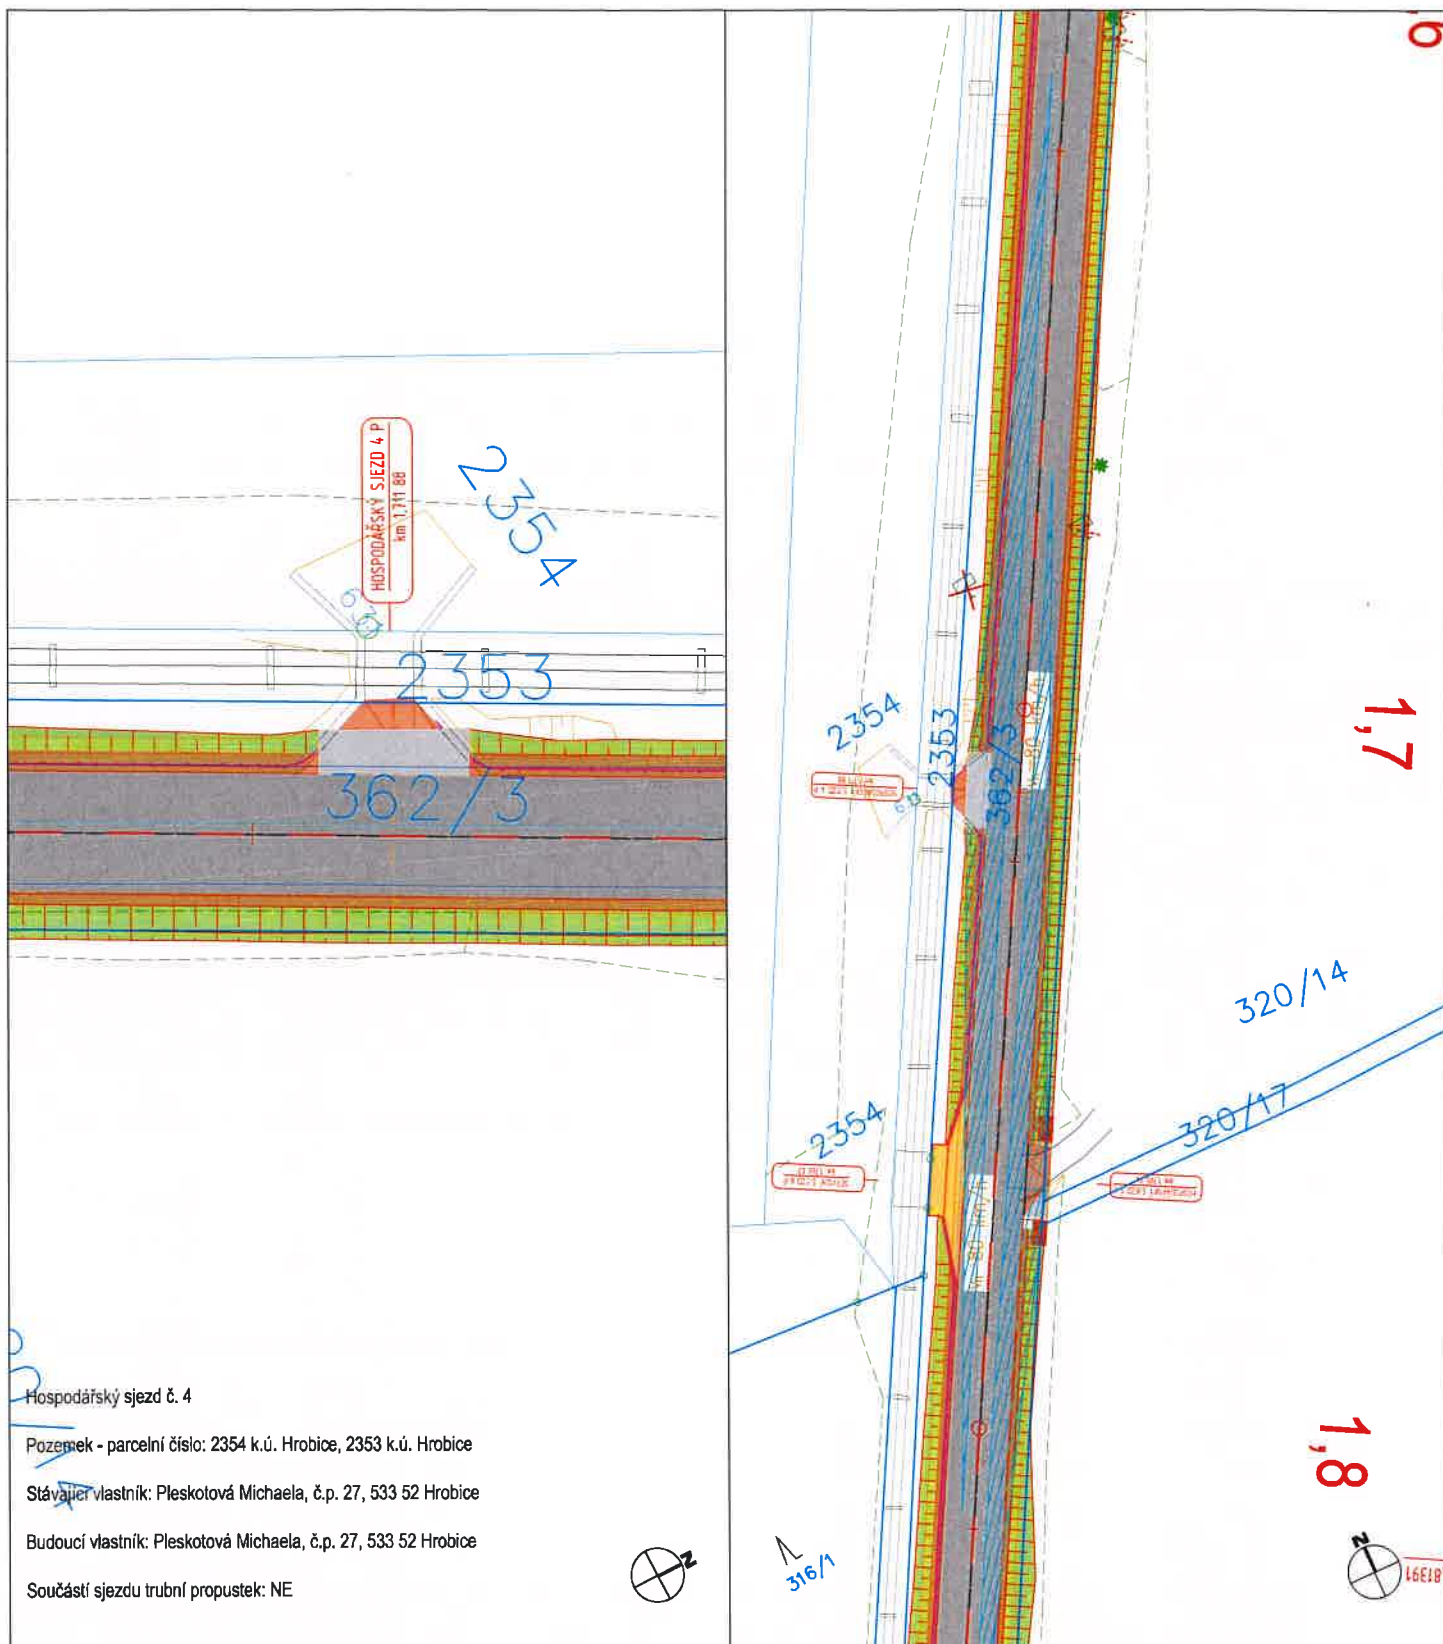 HOSPODÁŘSKÝ SJEZD 4 P
km 1,711 88
2354
63
2353
362/3
Hospodářský sjezd č. 4
Pozemek - parcelní číslo: 2354 k.ú. Hrobice, 2353 k.ú. Hrobice
Stávající vlastník: Pleskotová Michaela, č.p. 27, 533 52 Hrobice
Budoucí vlastník: Pleskotová Michaela, č.p. 27, 533 52 Hrobice
Součástí sjezdu trubní propustek: NE
N
2354
2353
362/3
1,7
320/14
320/17
2354
1,8
316/1
N
81391